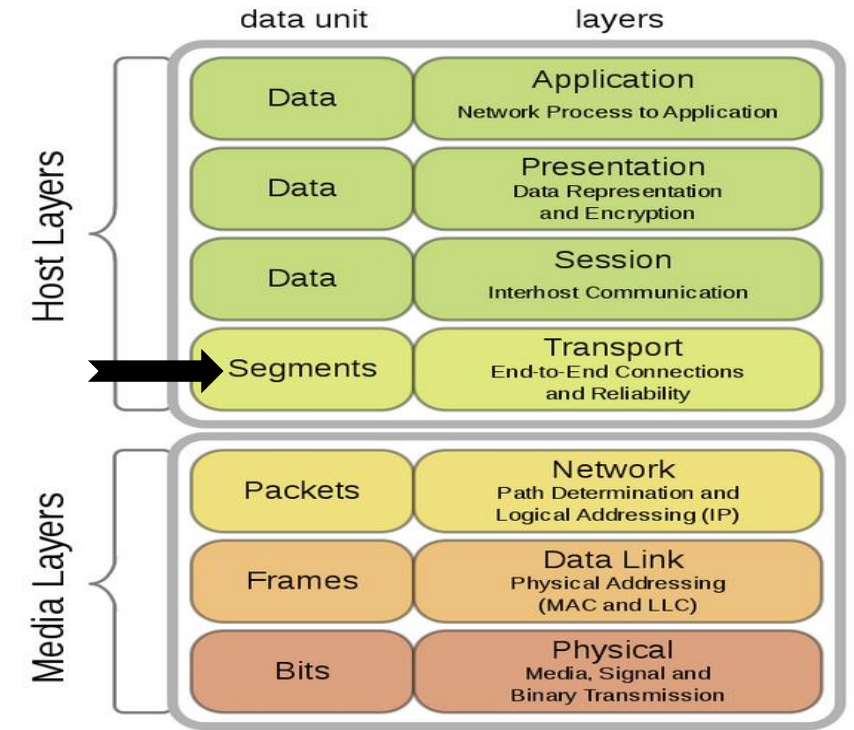 data unit
layers
Host Layers
Data
Application
Network Process to Application
Data
Presentation
Data Representation
and Encryption
Data
Session
Interhost Communication
Segments
Transport
End-to-End Connections
and Reliability
Media Layers
Packets
Network
Path Determination and
Logical Addressing (IP)
Frames
Data Link
Physical Addressing
(MAC and LLC)
Bits
Physical
Media, Signal and
Binary Transmission